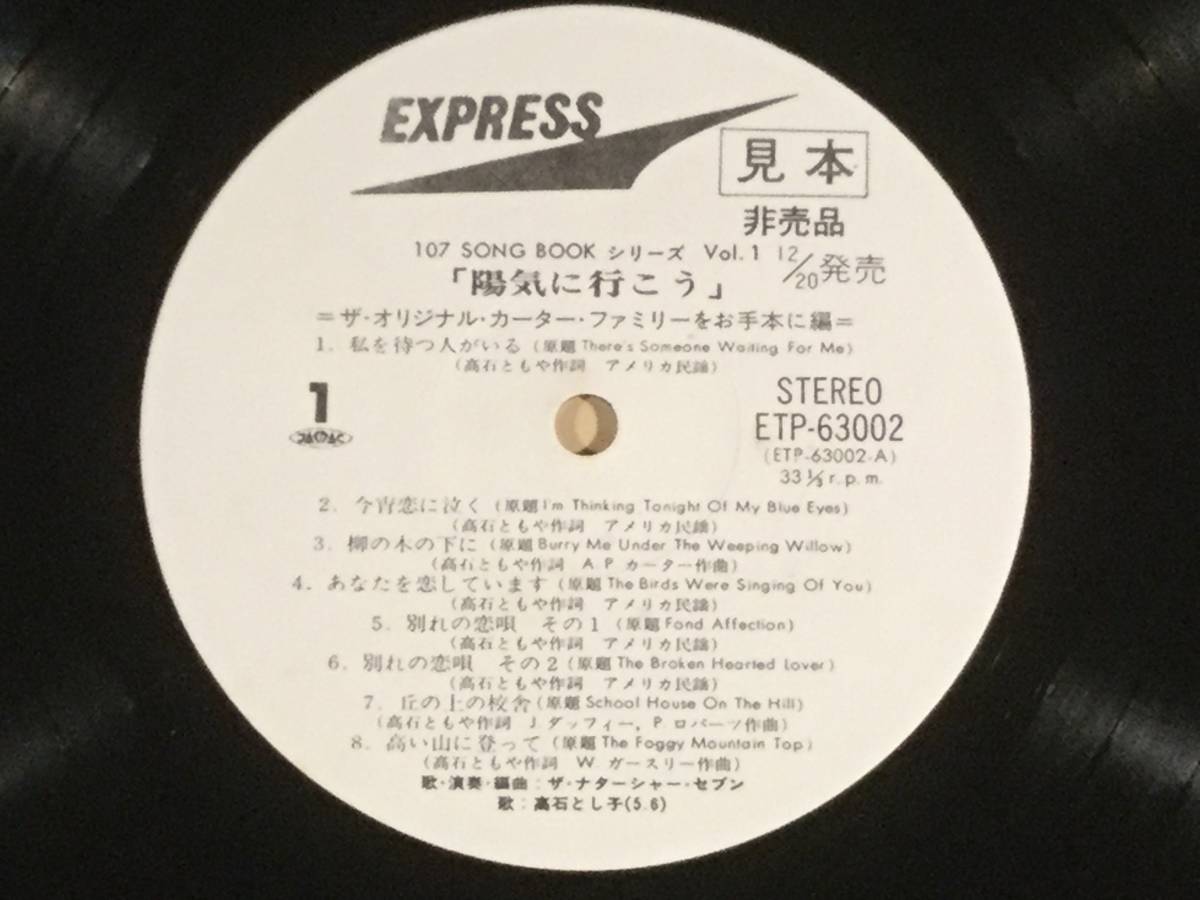 EXPRESS
見本
非売品
107 SONG BOOK シリーズ Vol. 1
12/20発売
「陽気に行こう」
=ザ・オリジナル・カーター・ファミリーをお手本に編=
1. 私を待つ人がいる (原題 There's Someone Waiting For Me)
(高石ともや作詞 アメリカ民謡)
1
STEREO
ETP-63002
(ETP-63002-A)
33⅓ r.p.m.
2. 今宵恋に泣く (原題 I'm Thinking Tonight Of My Blue Eyes)
(高石ともや作詞 アメリカ民謡)
3. 柳の木の下に (原題 Burry Me Under The Weeping Willow)
(高石ともや作詞 A. P. カーター作曲)
4. あなたを恋しています (原題 The Birds Were Singing Of You)
(高石ともや作詞 アメリカ民謡)
5. 別れの恋唄 その1 (原題 Fond Affection)
(高石ともや作詞 アメリカ民謡)
6. 別れの恋唄 その2 (原題 The Broken Hearted Lover)
(高石ともや作詞 アメリカ民謡)
7. 丘の上の校舎 (原題 School House On The Hill)
(高石ともや作詞 J. ダッフィー, P. ロバーツ作曲)
8. 高い山に登って (原題 The Foggy Mountain Top)
(高石ともや作詞 W. ガースリー作曲)
歌・演奏・編曲:ザ・ナターシャー・セブン
歌:高石とし子(5.6)